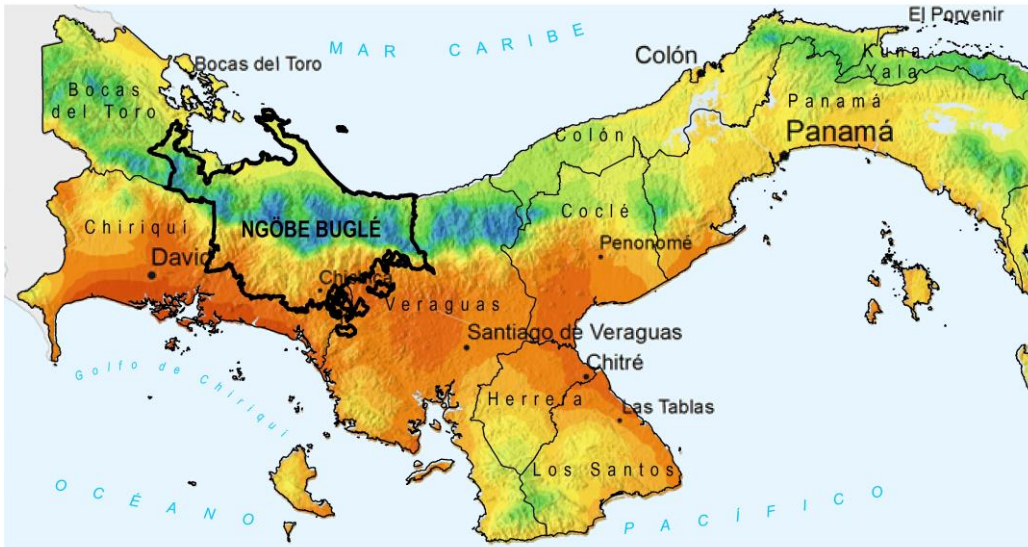 El Porvenir
MAR CARIBE
Bocas del Toro
Colón
Kuna
Yala
Bocas
del Toro
Panamá
Panamá
Colón
Chiriquí
NGÖBE BUGLÉ
Coclé
David
Penonomé
Chichica
Veraguas
Santiago de Veraguas
Chitré
Golfo de Chiriquí
Herrera
Las Tablas
Los Santos
OCÉANO
PACÍFICO